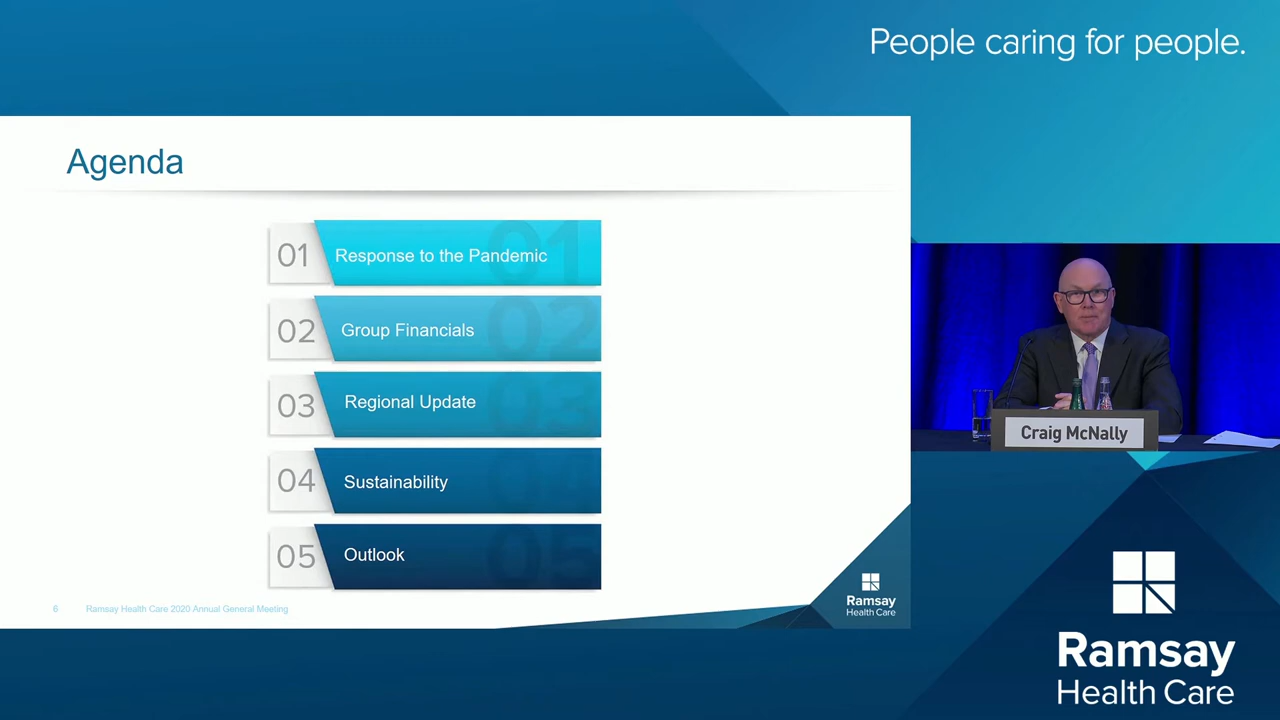 People caring for people.
Agenda
01 Response to the Pandemic
02 Group Financials
03 Regional Update
04 Sustainability
05 Outlook
6 Ramsay Health Care 2020 Annual General Meeting
Ramsay
Health Care
Craig McNally
Ramsay
Health Care